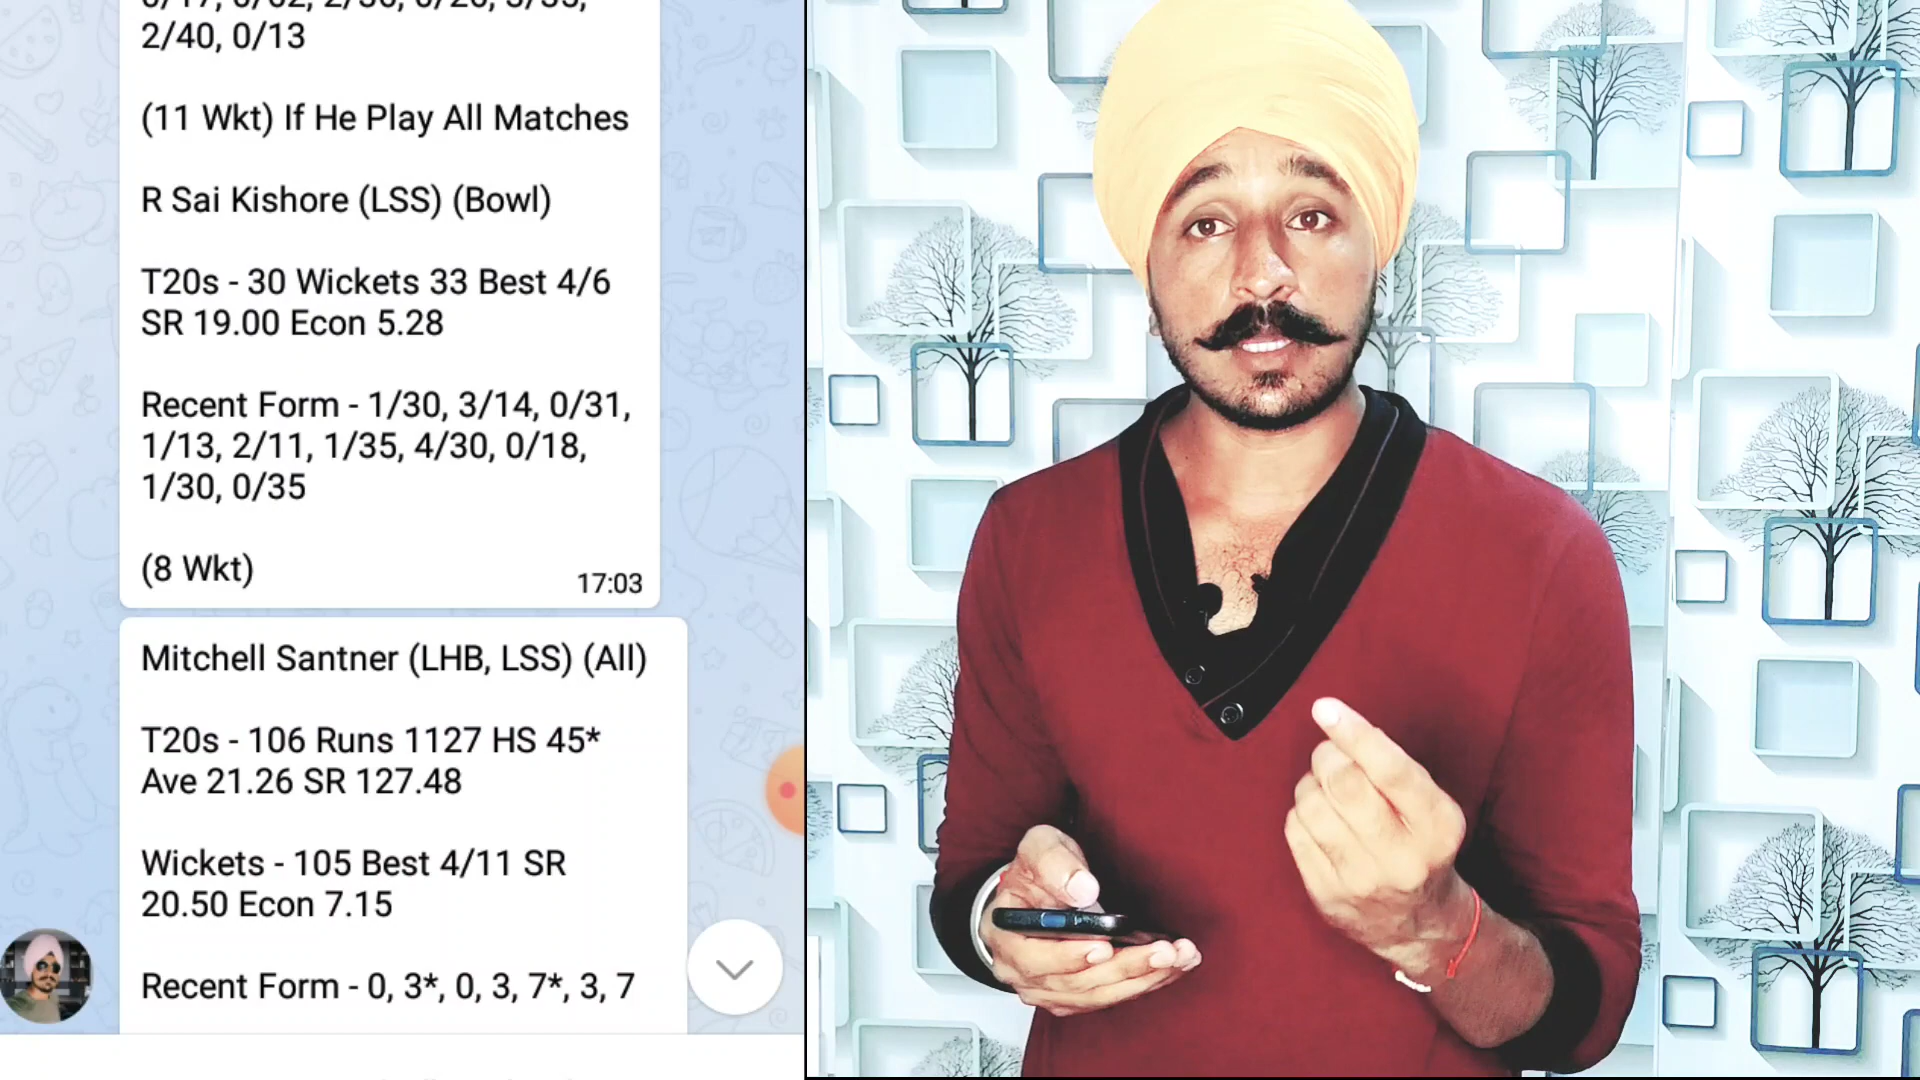 2/40, 0/13
(11 Wkt) If He Play All Matches
R Sai Kishore (LSS) (Bowl)
T20s - 30 Wickets 33 Best 4/6
SR 19.00 Econ 5.28
Recent Form - 1/30, 3/14, 0/31,
1/13, 2/11, 1/35, 4/30, 0/18,
1/30, 0/35
(8 Wkt)
17:03
Mitchell Santner (LHB, LSS) (All)
T20s - 106 Runs 1127 HS 45*
Ave 21.26 SR 127.48
Wickets - 105 Best 4/11 SR
20.50 Econ 7.15
Recent Form - 0, 3*, 0, 3, 7*, 3, 7